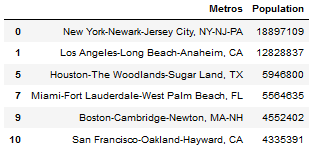 Metros Population
0 New York-Newark-Jersey City, NY-NJ-PA 18897109
1 Los Angeles-Long Beach-Anaheim, CA 12828837
5 Houston-The Woodlands-Sugar Land, TX 5946800
7 Miami-Fort Lauderdale-West Palm Beach, FL 5564635
9 Boston-Cambridge-Newton, MA-NH 4552402
10 San Francisco-Oakland-Hayward, CA 4335391